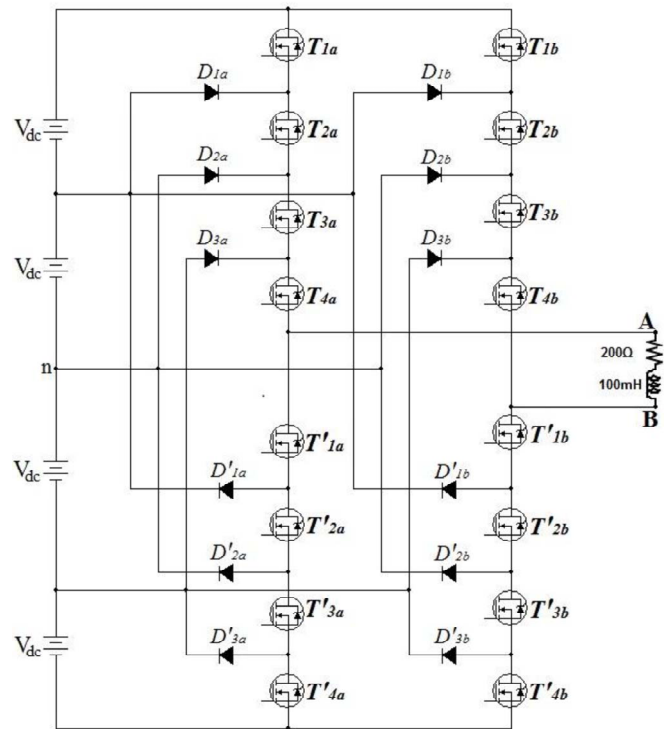 T1a
T1b
D1a
D1b
Vdc
T2a
T2b
D2a
D2b
T3a
T3b
D3a
D3b
Vdc
T4a
T4b
A
200Ω
n
100mH
B
T'1a
T'1b
Vdc
D'1a
D'1b
T'2a
T'2b
D'2a
D'2b
T'3a
T'3b
D'3a
D'3b
Vdc
T'4a
T'4b